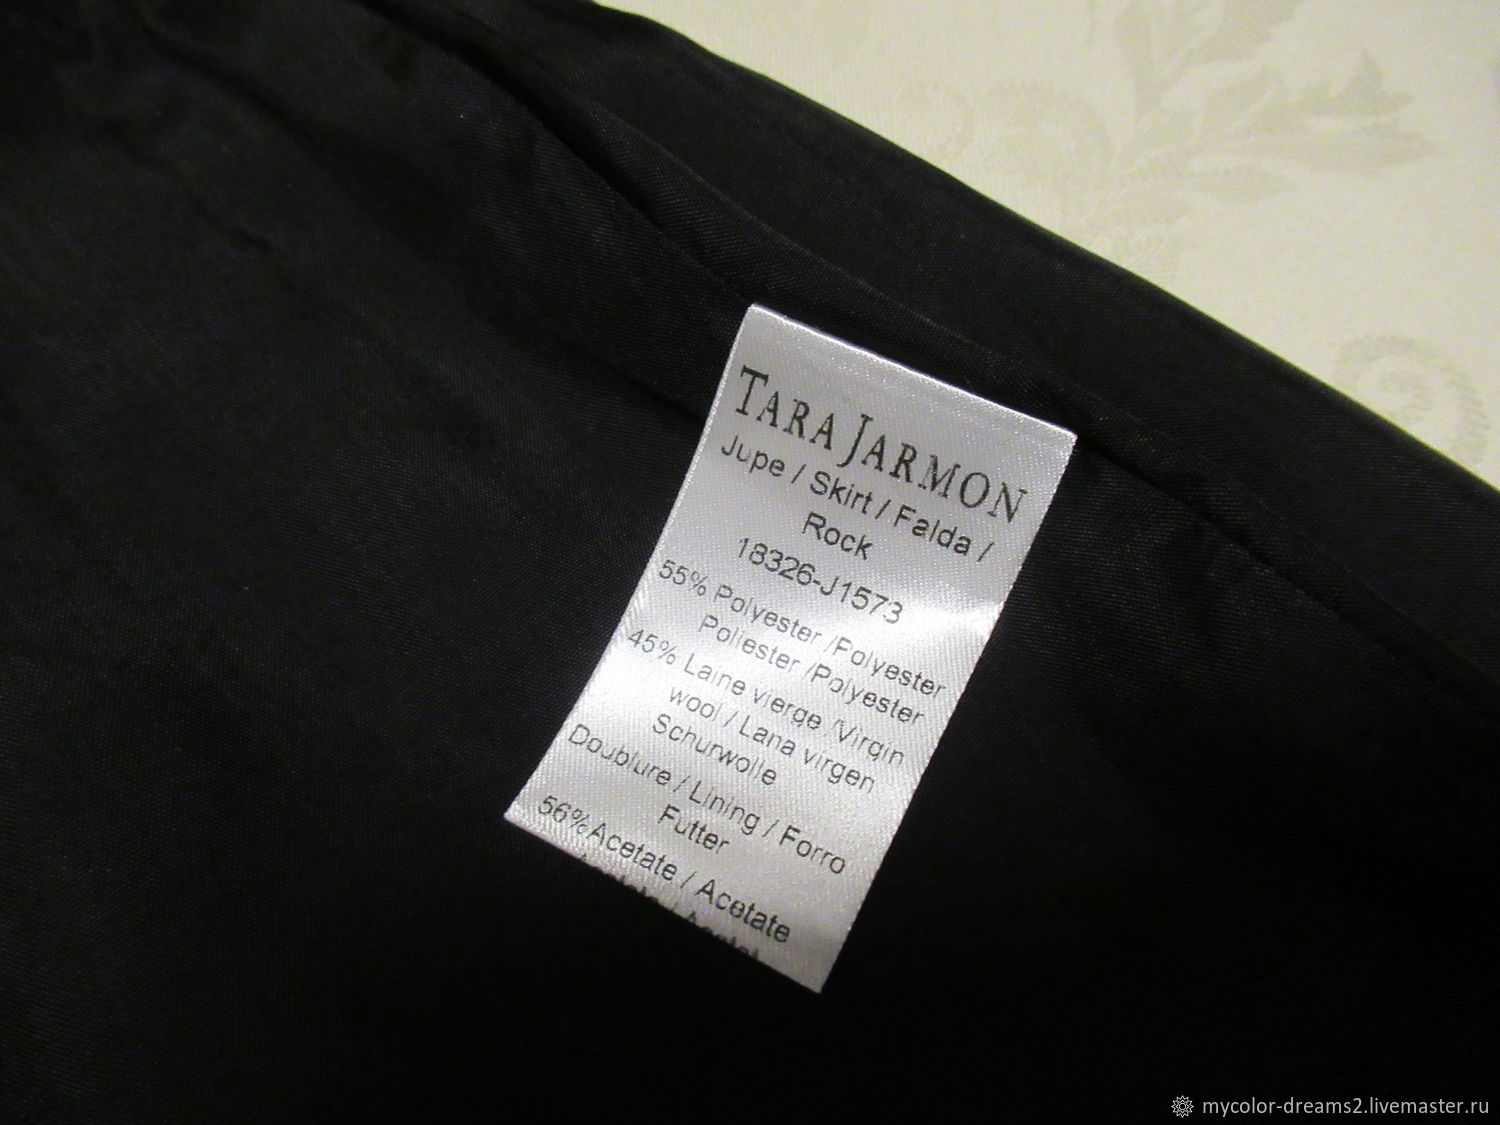 TARA JARMON
Jupe / Skirt / Falda /
Rock
18326-J1573
55% Polyester /Polyester
Poliester /Polyester
45% Laine vierge /Virgin
wool / Lana virgen
Schurwolle
Doublure / Lining / Forro
Futter
56%Acetate / Acetate
mycolor-dreams2.livemaster.ru